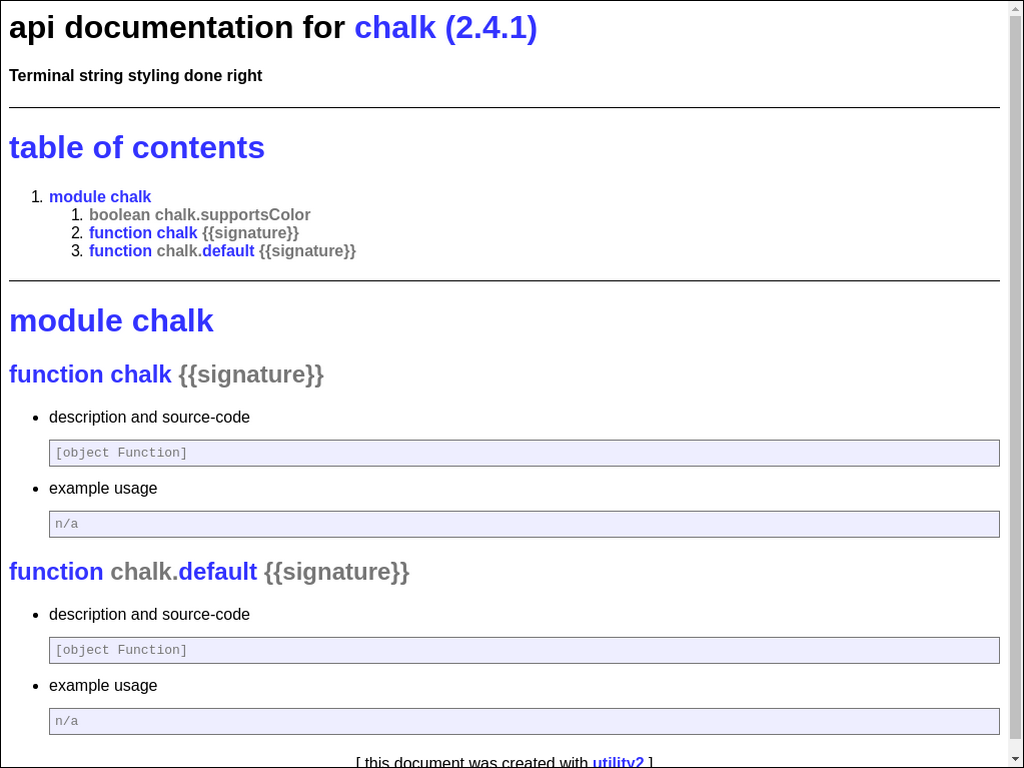 api documentation for chalk (2.4.1)
Terminal string styling done right
table of contents
1. module chalk
1. boolean chalk.supportsColor
2. function chalk {{signature}}
3. function chalk.default {{signature}}
module chalk
function chalk {{signature}}
• description and source-code
[object Function]
• example usage
n/a
function chalk.default {{signature}}
• description and source-code
[object Function]
• example usage
n/a
[ this document was created with utility2 ]